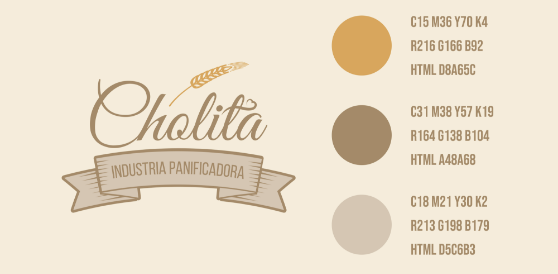 Cholita
INDUSTRIA PANIFICADORA
C15 M36 Y70 K4
R216 G166 B92
HTML D8A65C
C31 M38 Y57 K19
R164 G138 B104
HTML A48A68
C18 M21 Y30 K2
R213 G198 B179
HTML D5C6B3